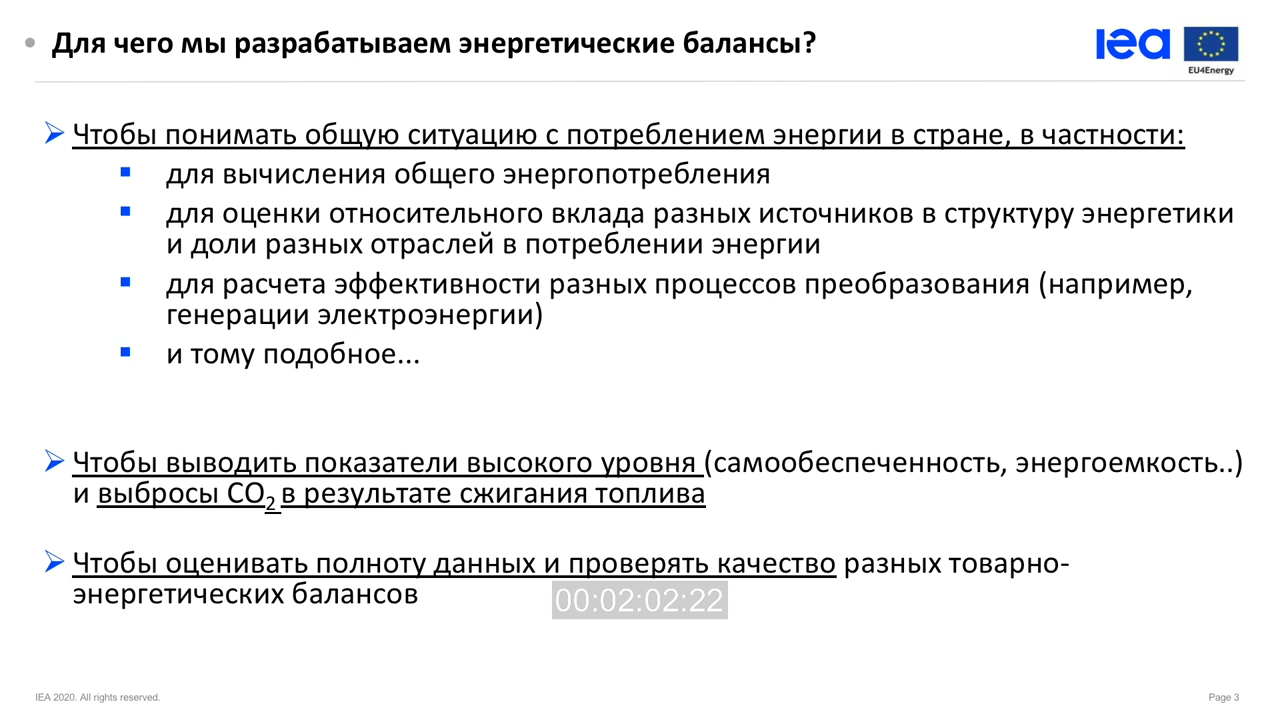 • Для чего мы разрабатываем энергетические балансы?
iea
EU4Energy
➢ Чтобы понимать общую ситуацию с потреблением энергии в стране, в частности:
▪ для вычисления общего энергопотребления
▪ для оценки относительного вклада разных источников в структуру энергетики
и доли разных отраслей в потреблении энергии
▪ для расчета эффективности разных процессов преобразования (например,
генерации электроэнергии)
▪ и тому подобное...
➢ Чтобы выводить показатели высокого уровня (самообеспеченность, энергоемкость..)
и выбросы CO₂ в результате сжигания топлива
➢ Чтобы оценивать полноту данных и проверять качество разных товарно-
энергетических балансов
00:02:02:22
IEA 2020. All rights reserved.
Page 3